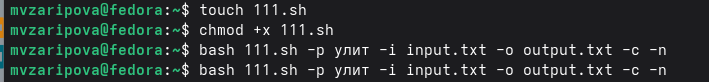 mvzaripova@fedora:~$ touch 111.sh
mvzaripova@fedora:~$ chmod +x 111.sh
mvzaripova@fedora:~$ bash 111.sh -p улит -i input.txt -o output.txt -c -n
mvzaripova@fedora:~$ bash 111.sh -p улит -i input.txt -o output.txt -c -n